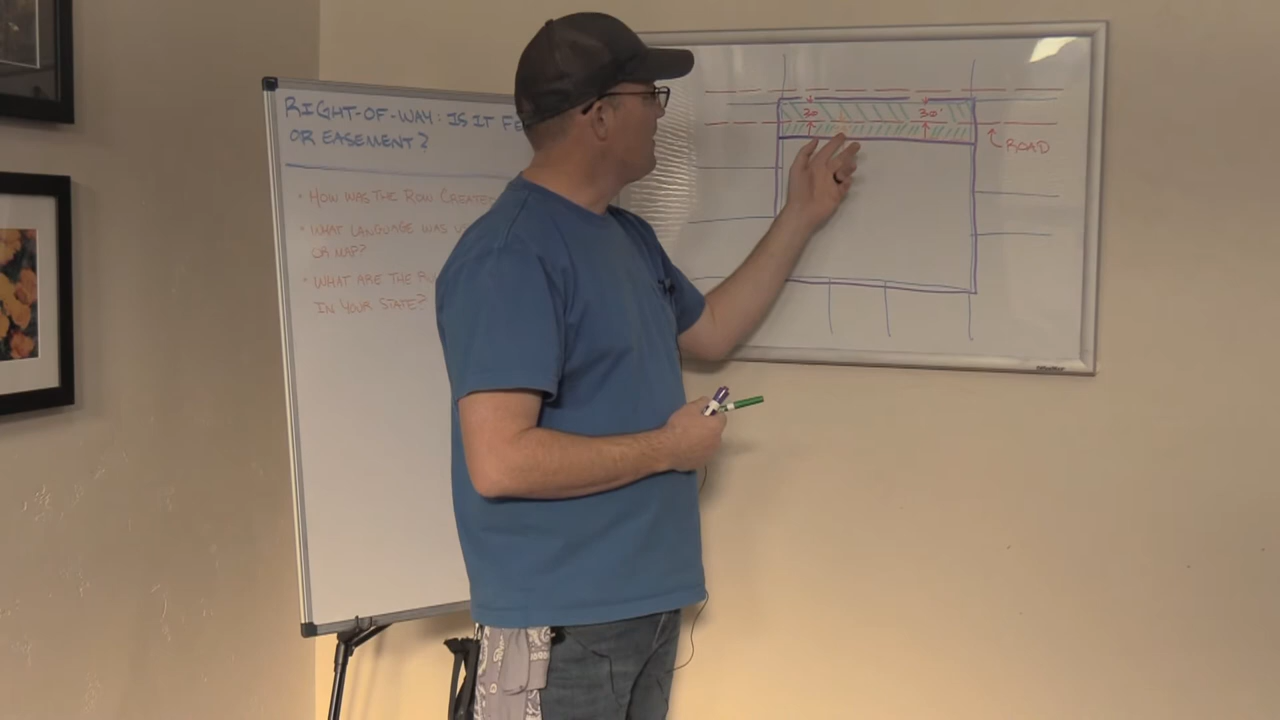 RIGHT-OF-WAY: IS IT FE
OR EASEMENT?
• HOW WAS THE ROW CREATE
• WHAT LANGUAGE WAS U
OR MAP?
• WHAT ARE THE
IN YOUR STATE?
30'
30'
ROAD